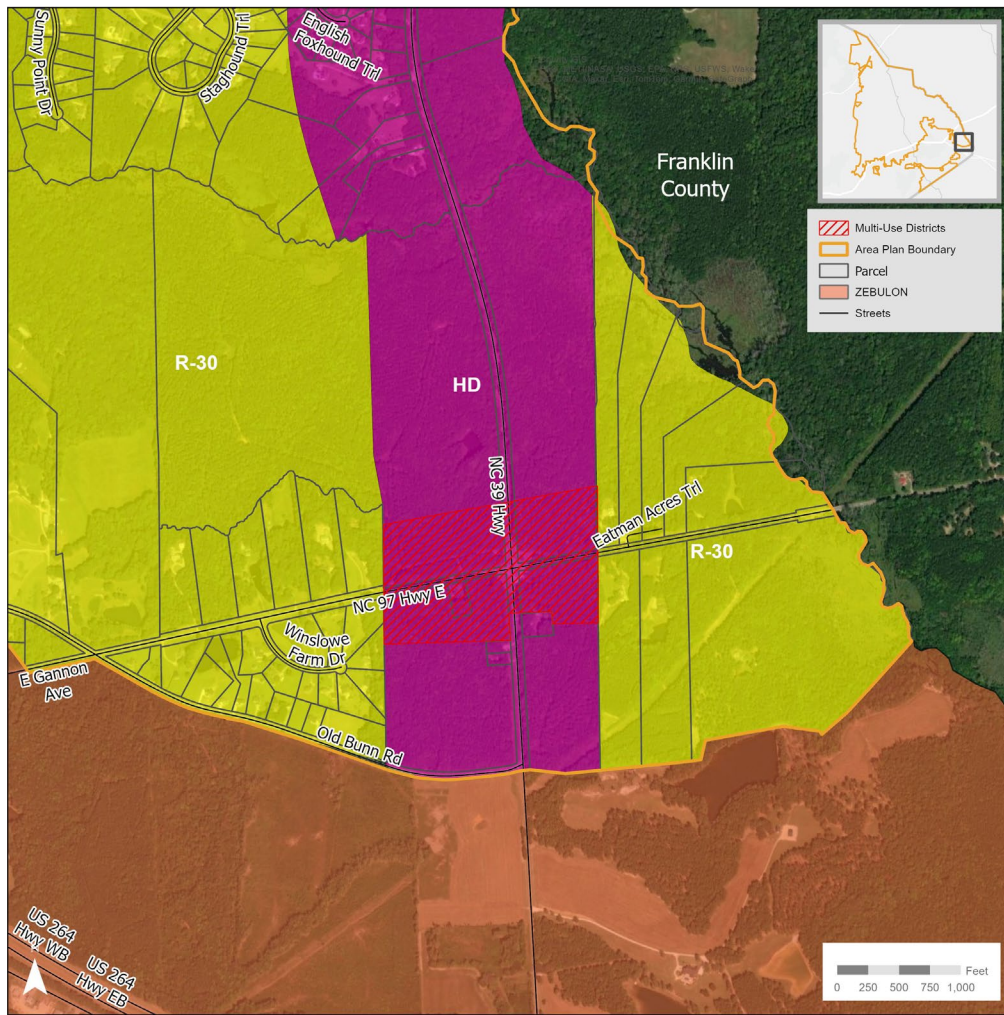 Sunny Point Dr
Staghound Trl
English
Foxhound Trl
Franklin
County
Multi-Use Districts
Area Plan Boundary
Parcel
ZEBULON
Streets
R-30
HD
NC 39 Hwy
Eatman Acres Trl
R-30
NC 97 Hwy E
Winslowe
Farm Dr
E Gannon
Ave
Old Bunn Rd
US 264
Hwy WB
US 264
Hwy EB
Feet
0 250 500 750 1,000